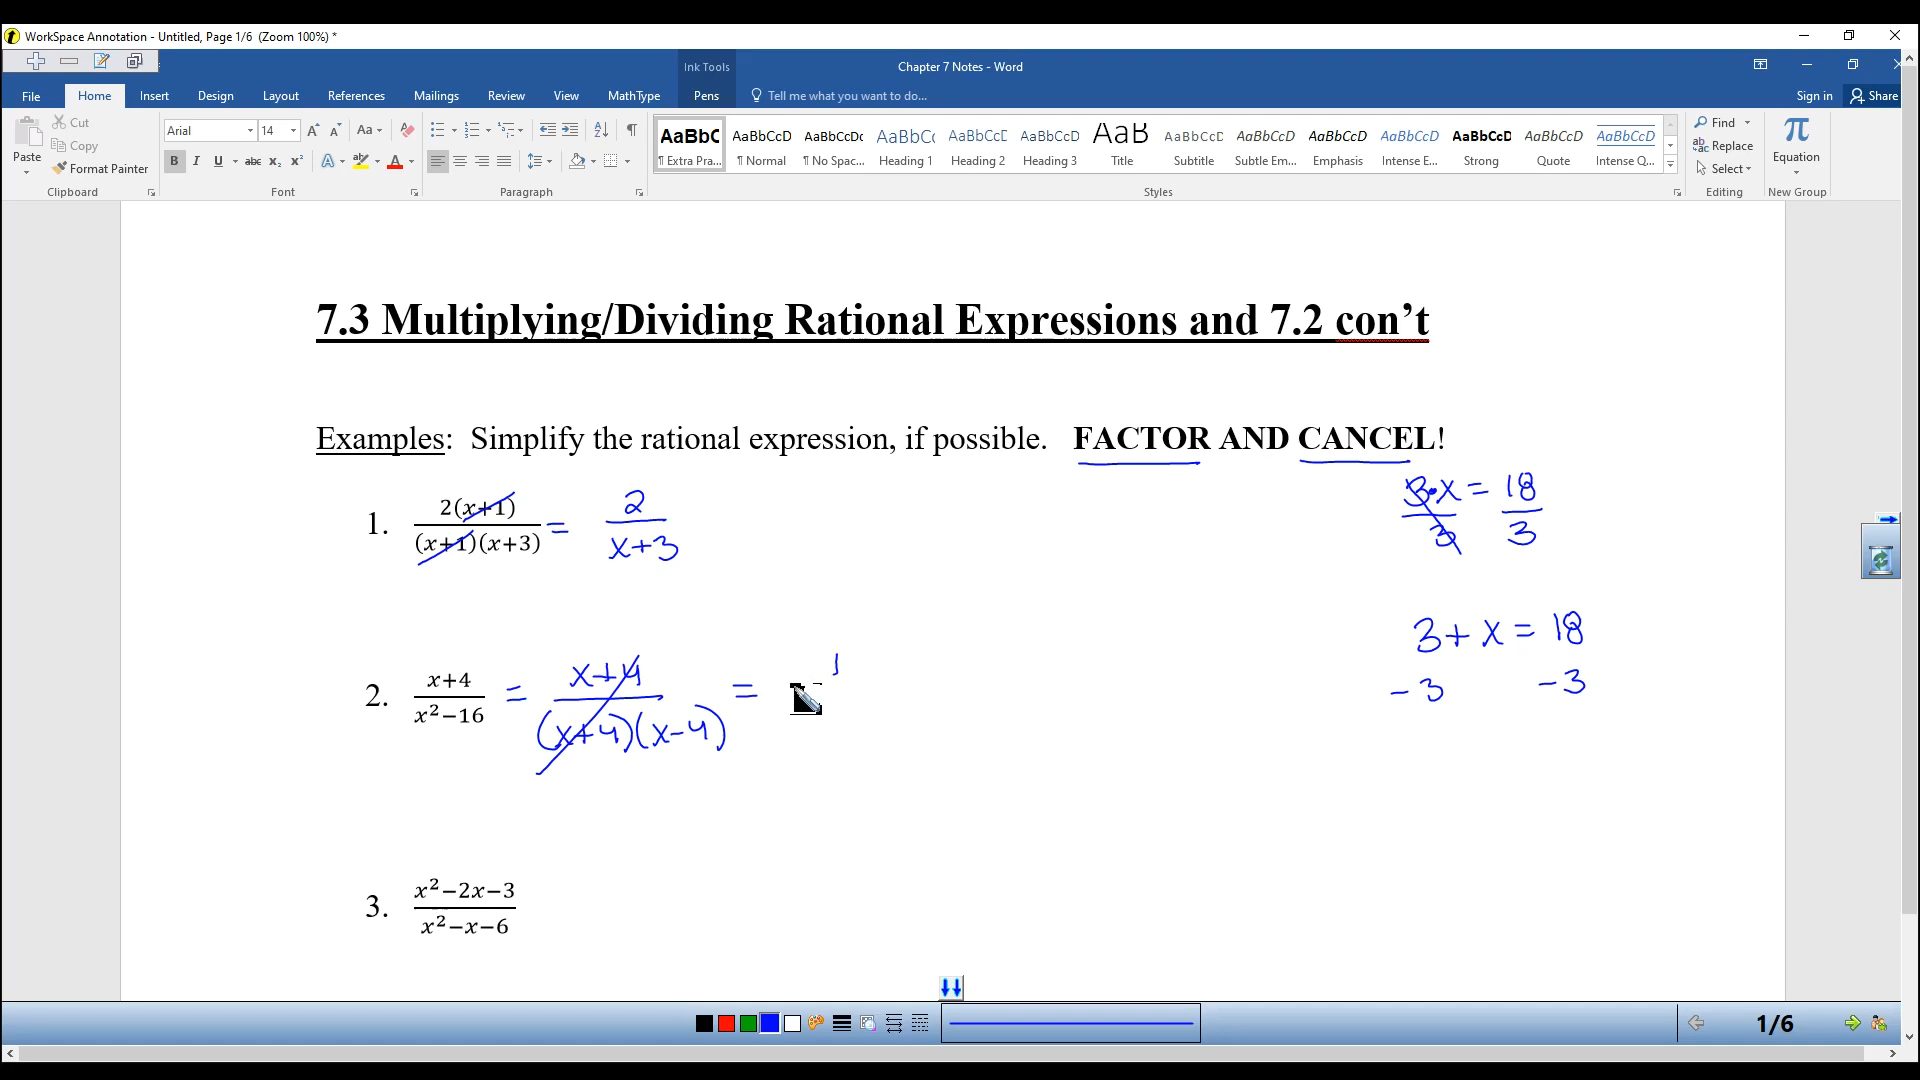 WorkSpace Annotation - Untitled, Page 1/6 (Zoom 100%) *
Ink Tools
Chapter 7 Notes - Word
File Home Insert Design Layout References Mailings Review View MathType Pens Tell me what you want to do... Sign in Share
Paste
Cut
Copy
Format Painter
Clipboard
Arial 14
Font
Paragraph
AaBbC AaBbCcD AaBbCcDc AaBbC( AaBbCcD AaBbCcD AaB AaBbCcD AaBbCcD AaBbCcD AaBbCcD AaBbCcD AaBbCcD AaBbCcD
¶ Extra Pra... ¶ Normal ¶ No Spac... Heading 1 Heading 2 Heading 3 Title Subtitle Subtle Em... Emphasis Intense E... Strong Quote Intense Q...
Styles
Find
Replace
Select
Editing
π
Equation
New Group
7.3 Multiplying/Dividing Rational Expressions and 7.2 con’t
Examples: Simplify the rational expression, if possible. FACTOR AND CANCEL!
1. 2(x+1)/(x+1)(x+3) = 2/x+3
3·x/3 = 18/3
3 + x = 18
-3 -3
2. x+4/x²−16 = x+4/(x+4)(x-4) = 1
3. x²−2x−3/x²−x−6
1/6